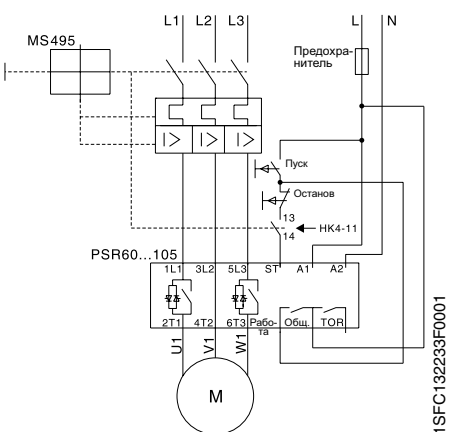 L1 L2 L3 L N
MS495
Предохра-
нитель
Пуск
Останов
13
14
HK4-11
PSR60...105
1L1 3L2 5L3 ST A1 A2
2T1 4T2 6T3 Рабо-
та
Общ. TOR
U1 V1 W1
M
1SFC132233F0001